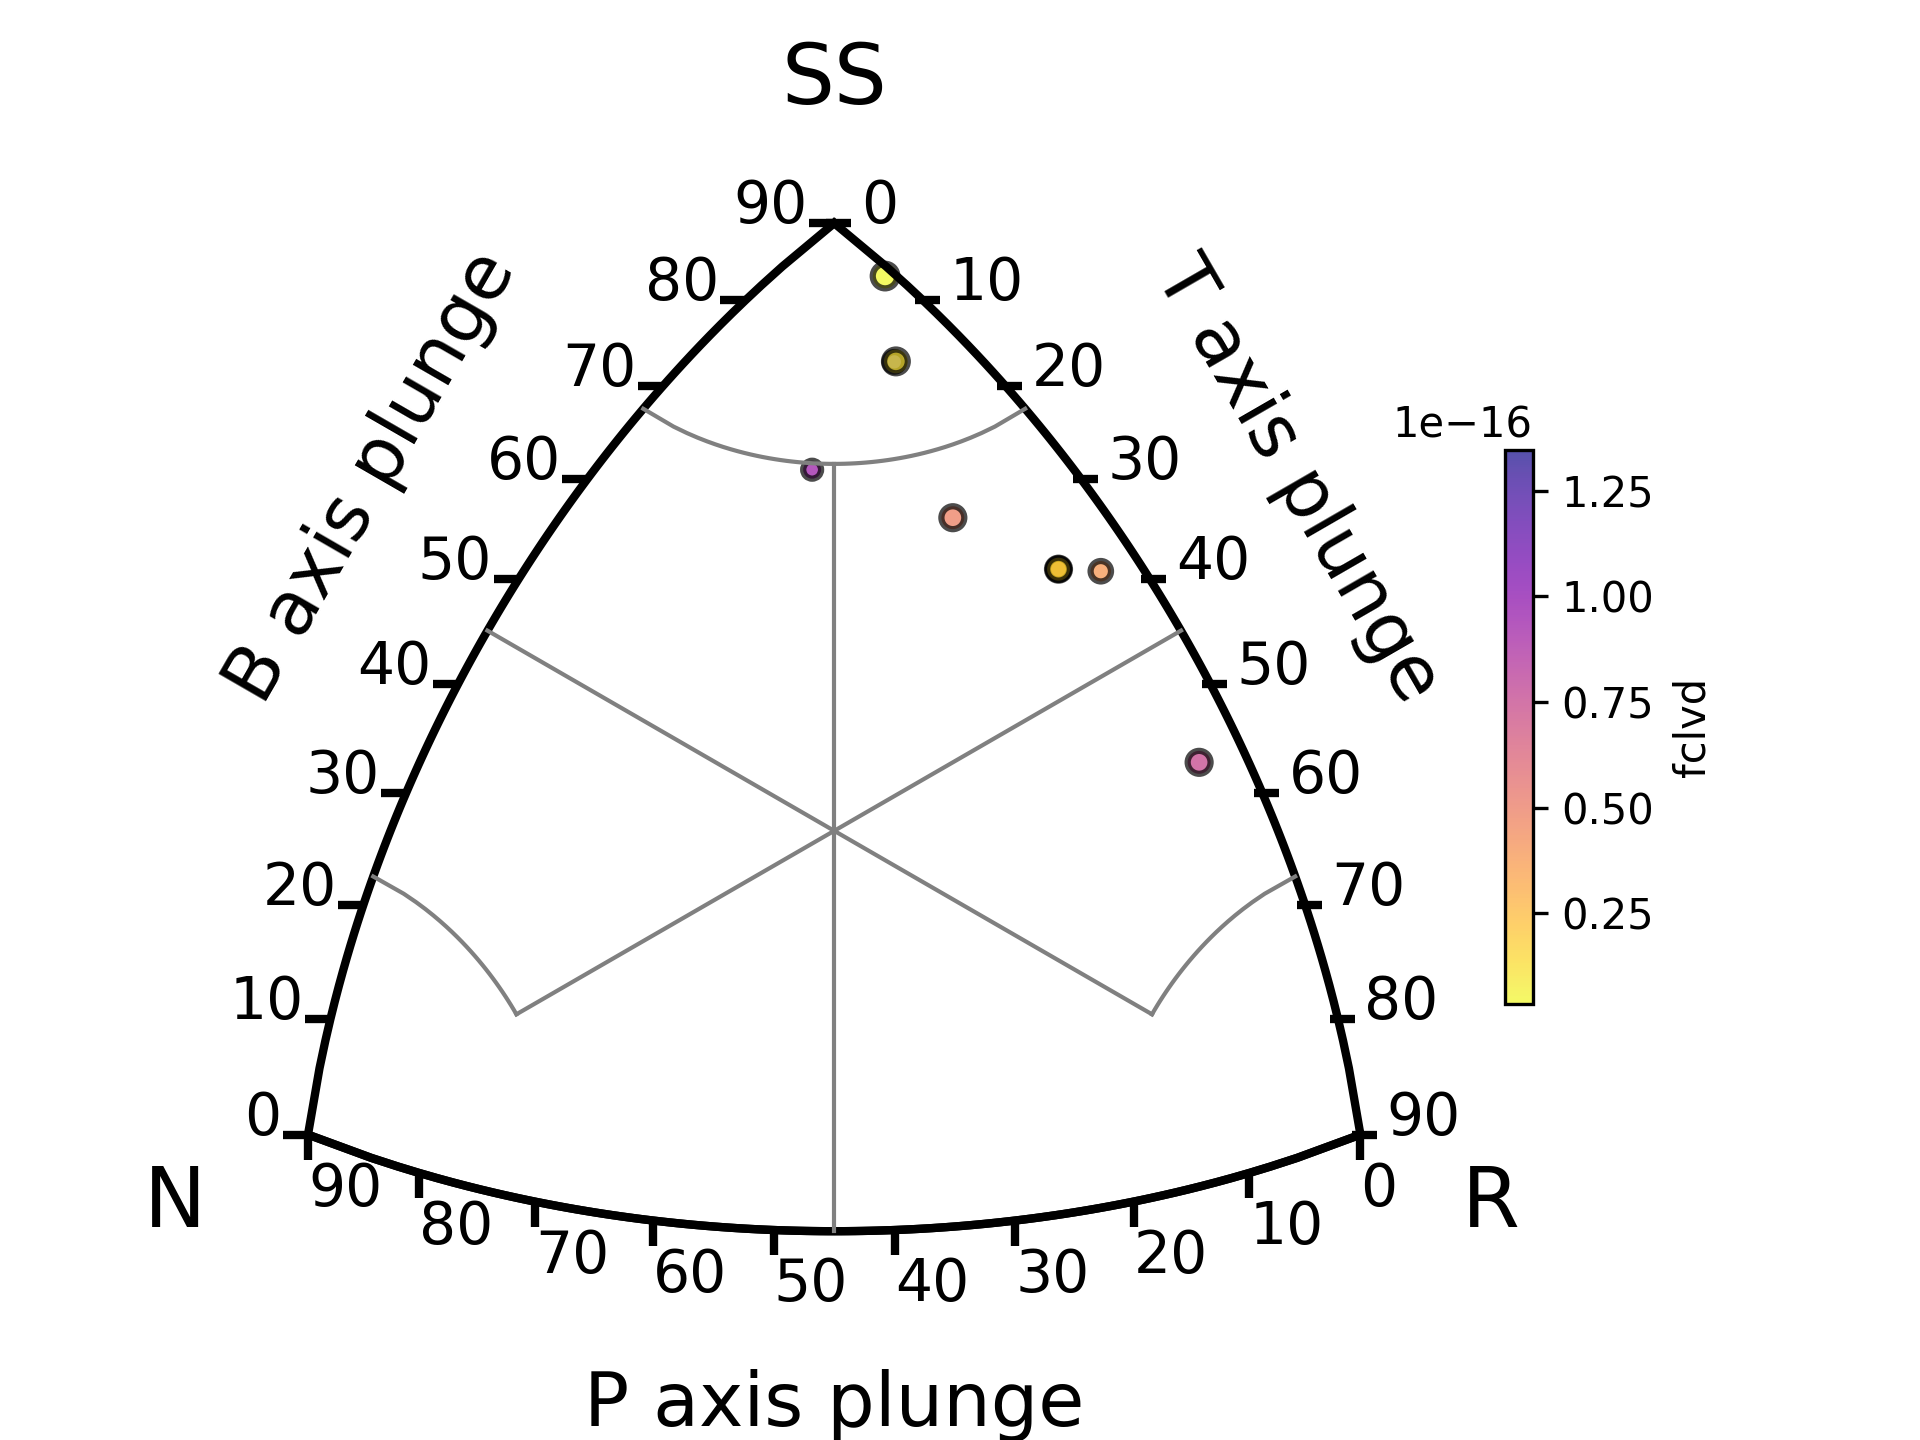 SS
90 0
80 10
70 20
60 30
50 40
40 50
30 60
20 70
10 80
0 90
B axis plunge
T axis plunge
N R
90 80 70 60 50 40 30 20 10 0
P axis plunge
1e−16
1.25
1.00
0.75
0.50
0.25
fclvd